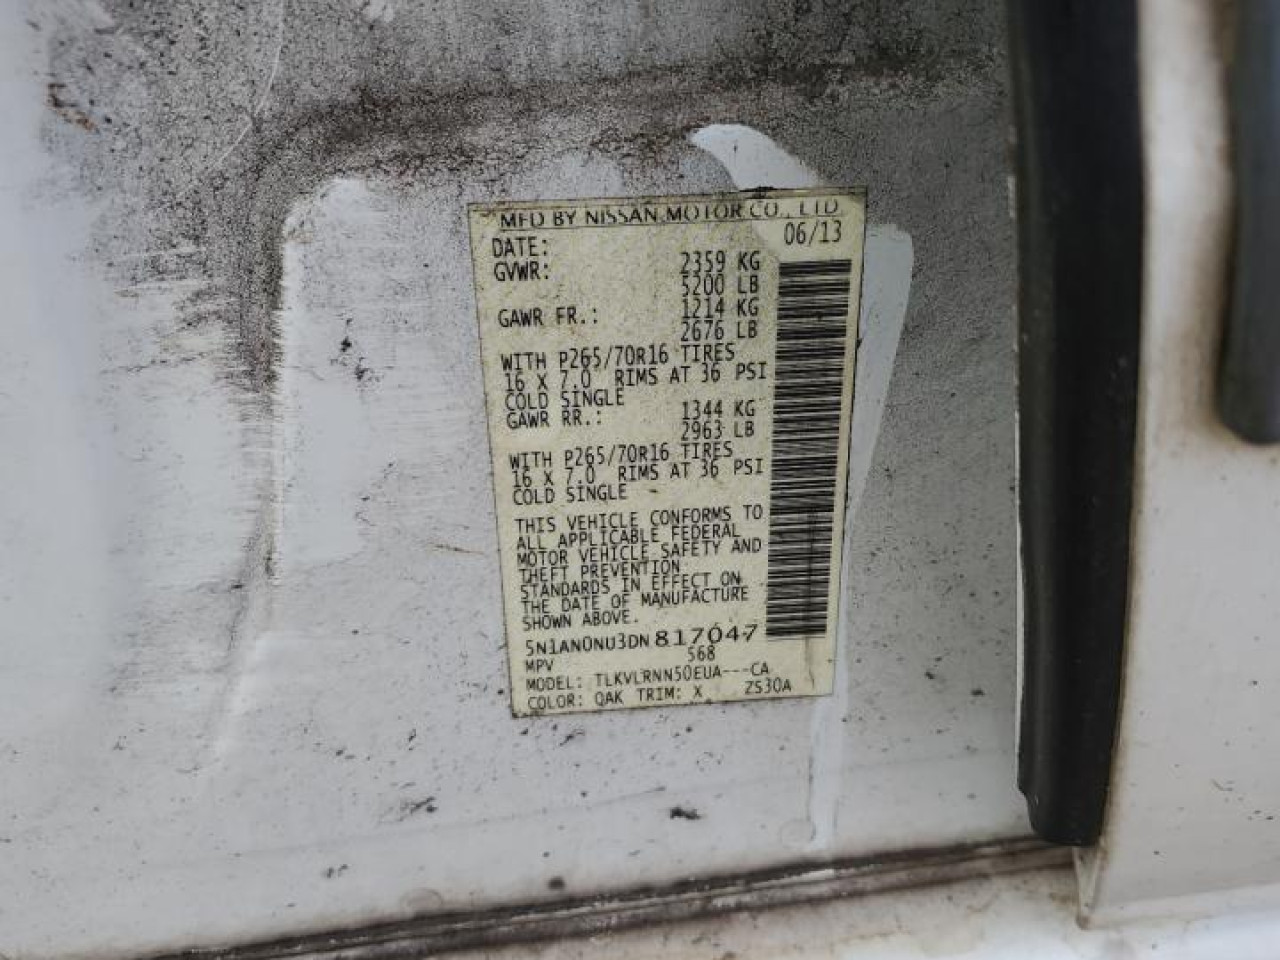 MFD BY NISSAN MOTOR CO., LTD.
DATE: 06/13
GVWR: 2359 KG
5200 LB
GAWR FR.: 1214 KG
2676 LB
WITH P265/70R16 TIRES
16 X 7.0 RIMS AT 36 PSI
COLD SINGLE
GAWR RR.: 1344 KG
2963 LB
WITH P265/70R16 TIRES
16 X 7.0 RIMS AT 36 PSI
COLD SINGLE
THIS VEHICLE CONFORMS TO
ALL APPLICABLE FEDERAL
MOTOR VEHICLE SAFETY AND
THEFT PREVENTION
STANDARDS IN EFFECT ON
THE DATE OF MANUFACTURE
SHOWN ABOVE.
5N1AN0NU3DN817047
MPV 568
MODEL: TLKVLRNN50EUA---CA
COLOR: QAK TRIM: X ZS30A